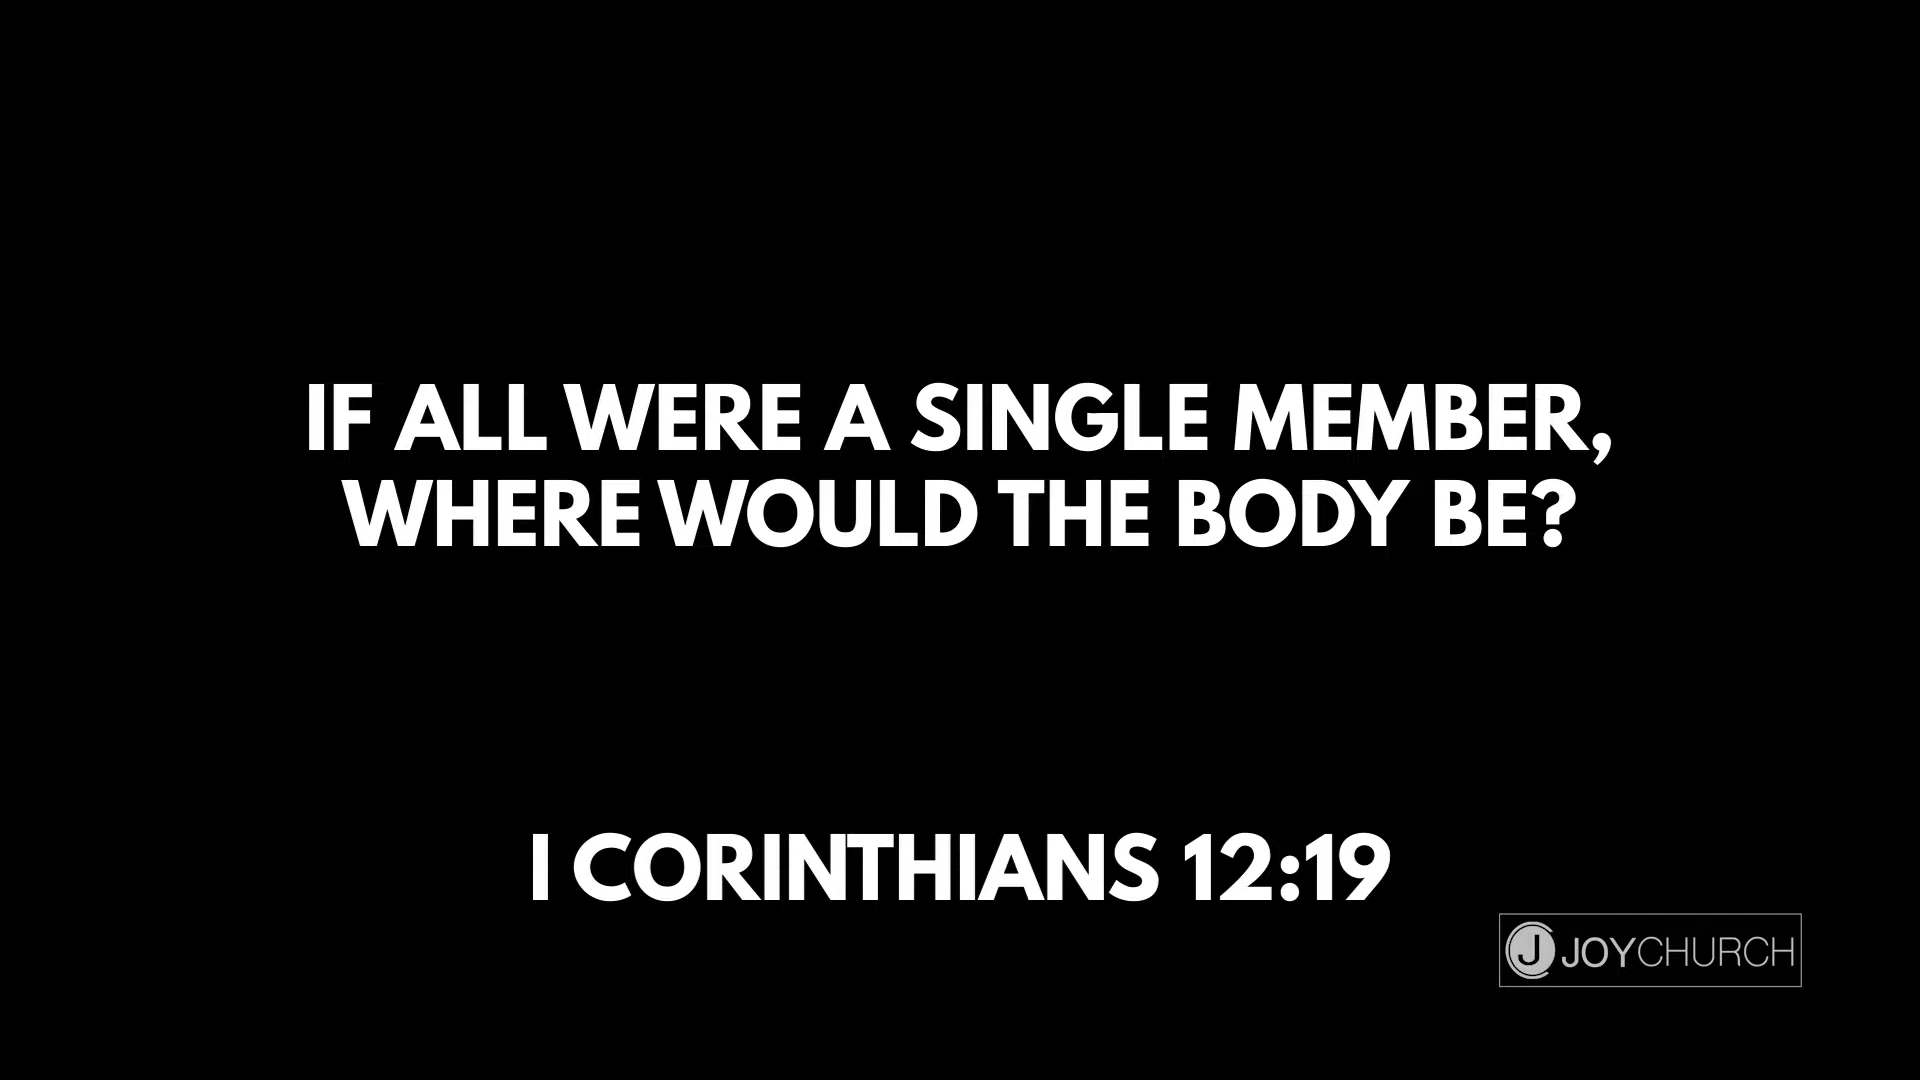 IF ALL WERE A SINGLE MEMBER,
WHERE WOULD THE BODY BE?
I CORINTHIANS 12:19
J JOYCHURCH